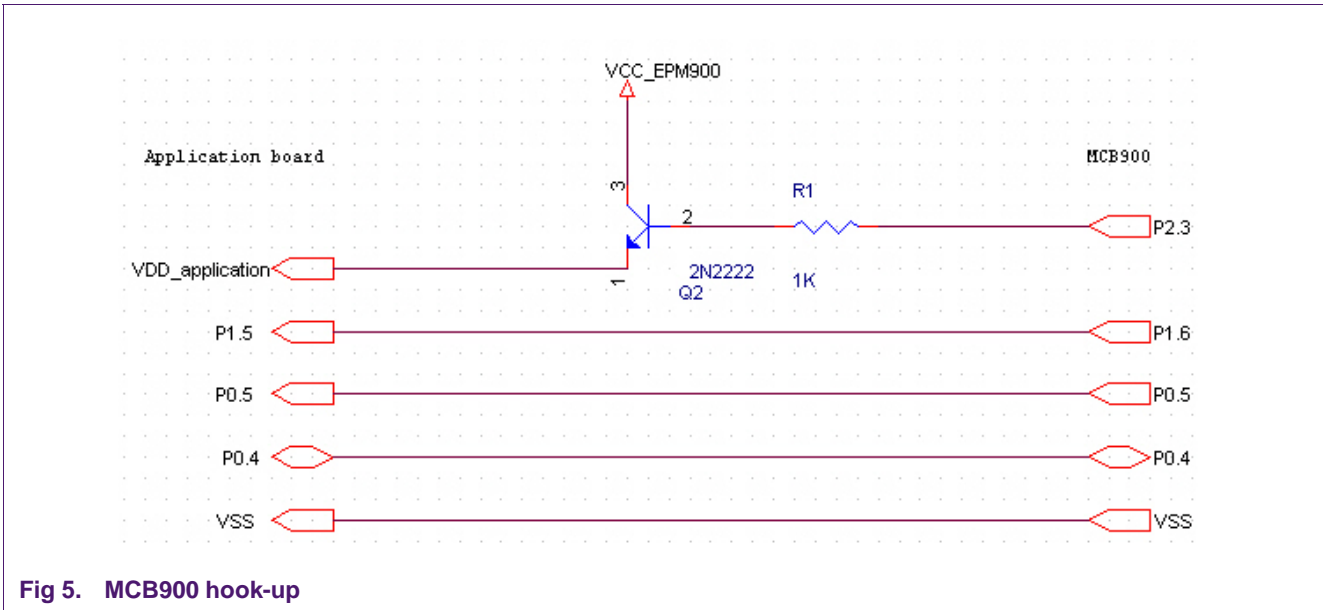 VCC_EPM900
Application board
MCB900
3
R1
2
P2.3
VDD_application
1
2N2222
1K
Q2
P1.5
P1.6
P0.5
P0.5
P0.4
P0.4
VSS
VSS
Fig 5. MCB900 hook-up